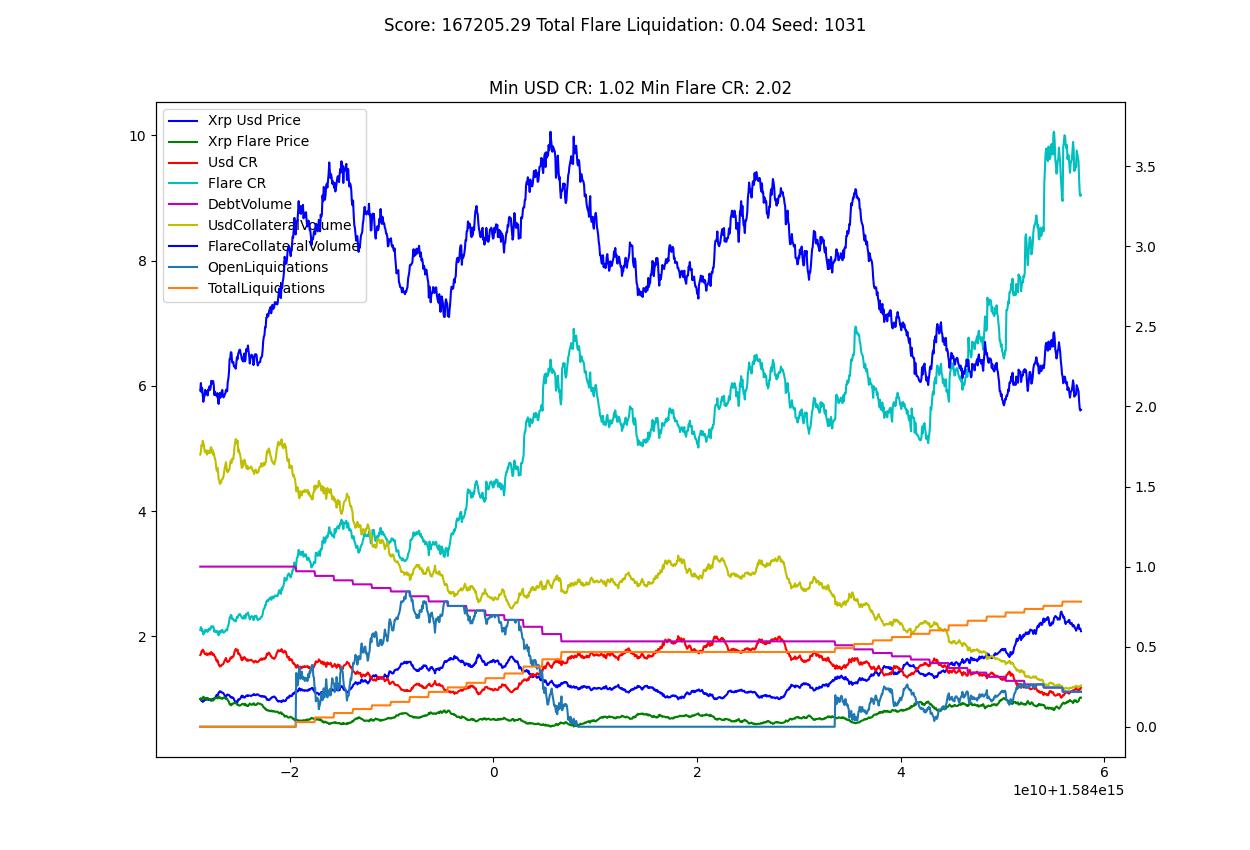 Score: 167205.29 Total Flare Liquidation: 0.04 Seed: 1031
Min USD CR: 1.02 Min Flare CR: 2.02
Xrp Usd Price
Xrp Flare Price
Usd CR
Flare CR
DebtVolume
UsdCollateralVolume
FlareCollateralVolume
OpenLiquidations
TotalLiquidations
10
8
6
4
2
3.5
3.0
2.5
2.0
1.5
1.0
0.5
0.0
−2
0
2
4
6
1e10+1.584e15